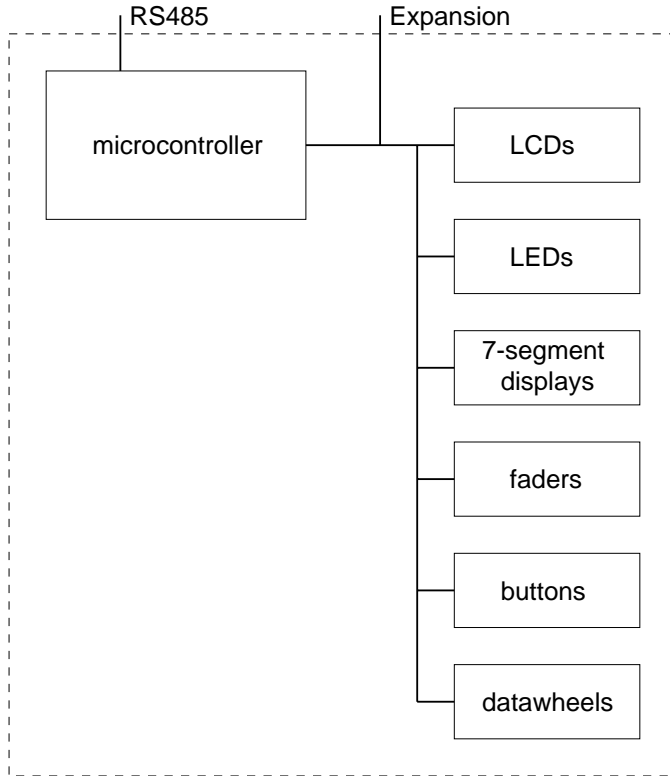 RS485
Expansion
microcontroller
LCDs
LEDs
7-segment
displays
faders
buttons
datawheels